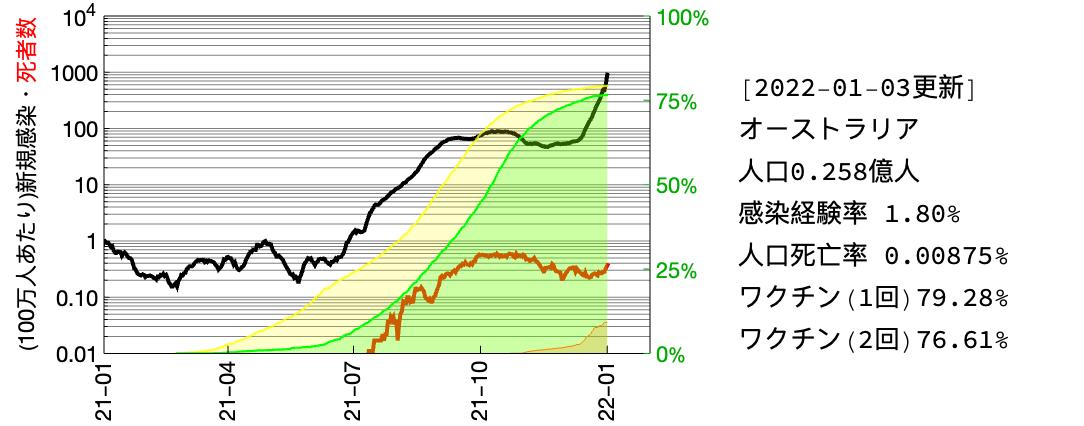 (100万人あたり)新規感染・死者数
10^4
1000
100
10
1
0.10
0.01
100%
75%
50%
25%
0%
21-01
21-04
21-07
21-10
22-01
[2022-01-03更新]
オーストラリア
人口0.258億人
感染経験率 1.80%
人口死亡率 0.00875%
ワクチン(1回)79.28%
ワクチン(2回)76.61%